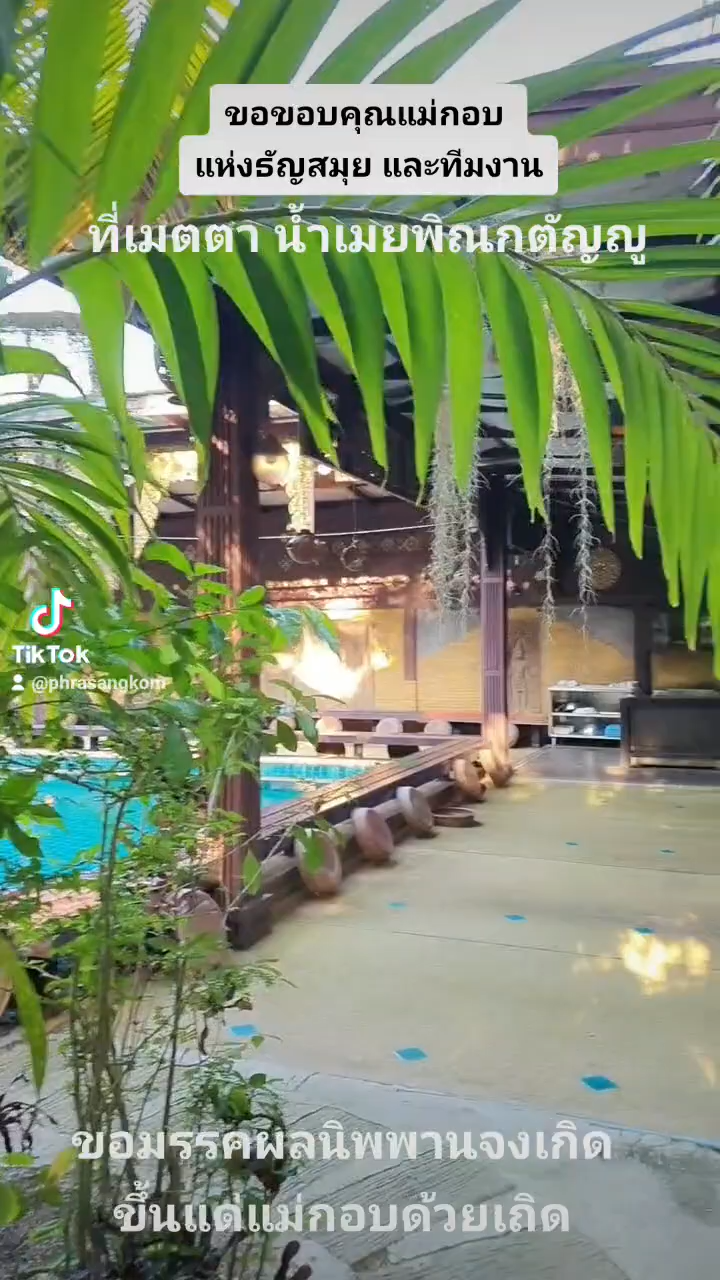 ขอขอบคุณแม่กอบ
แห่งธัญสมุย และทีมงาน
ที่เมตตา น้ำเมยพิณกตัญญู
TikTok
@phrasangkom
ขอมรรคผลนิพพานจงเกิด
ขึ้นแด่แม่กอบด้วยเถิด